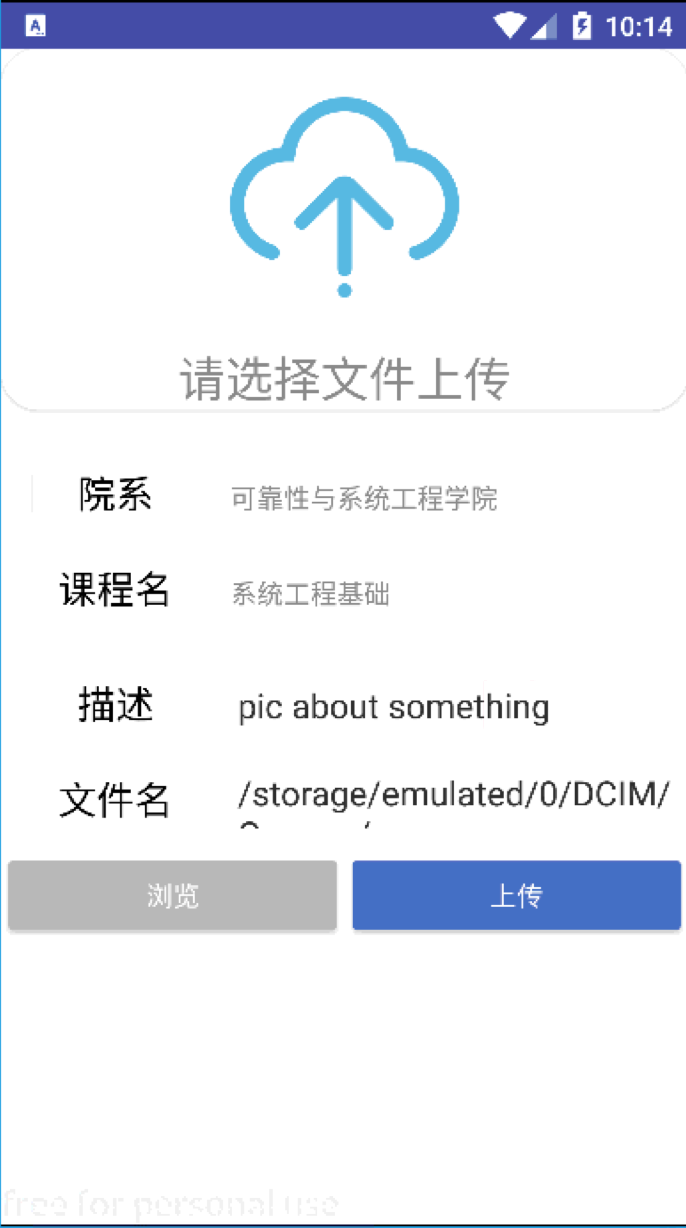 A
10:14
请选择文件上传
院系 可靠性与系统工程学院
课程名 系统工程基础
描述 pic about something
文件名 /storage/emulated/0/DCIM/
浏览 上传
free for personal use